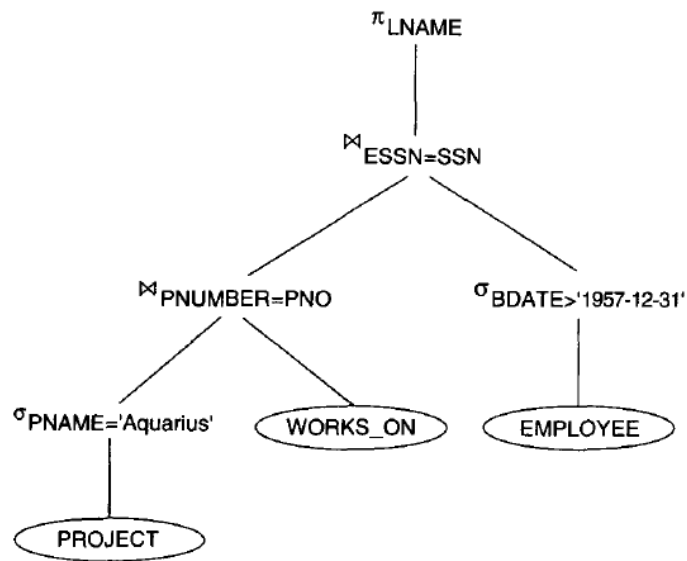 π LNAME
⋈ ESSN=SSN
⋈ PNUMBER=PNO
σ BDATE>'1957-12-31'
σ PNAME='Aquarius'
WORKS_ON
EMPLOYEE
PROJECT